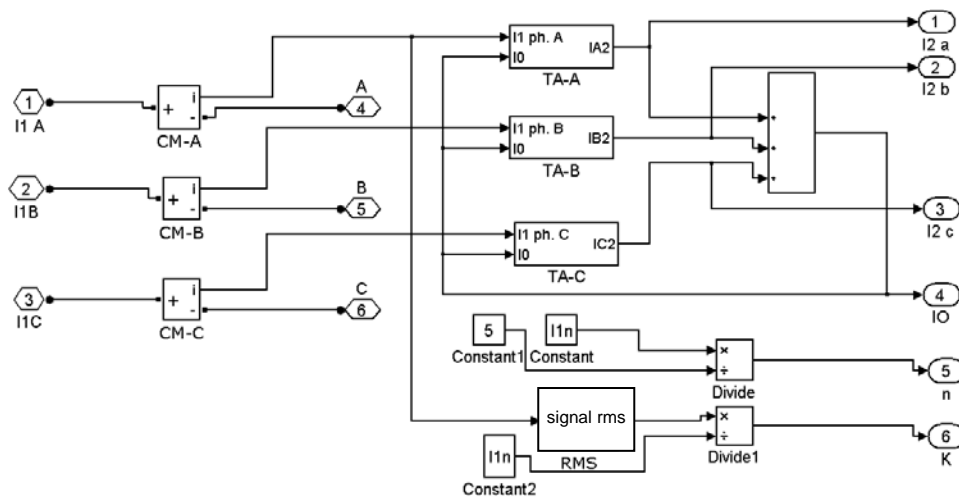 1
I1 A
+
i
-
CM-A
A
4
I1 ph. A
I0
IA2
TA-A
1
I2 a
2
I2 b
2
I1B
+
i
-
CM-B
B
5
I1 ph. B
I0
IB2
TA-B
+
+
+
3
I2 c
3
I1C
+
i
-
CM-C
C
6
I1 ph. C
I0
IC2
TA-C
4
IO
5
Constant1
I1n
Constant
×
÷
Divide
5
n
signal rms
RMS
I1n
Constant2
×
÷
Divide1
6
K